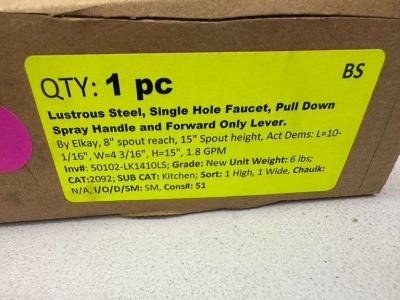 QTY: 1 pc
BS
Lustrous Steel, Single Hole Faucet, Pull Down
Spray Handle and Forward Only Lever.
By Elkay, 8" spout reach, 15" Spout height, Act Dems: L=10-
1/16", W=4 3/16", H=15", 1.8 GPM
Inv#: 50102-LK1410LS; Grade: New Unit Weight: 6 lbs;
CAT:2092; SUB CAT: Kitchen; Sort: 1 High, 1 Wide, Chaulk:
N/A, I/O/D/SM: SM, Cons#: 51